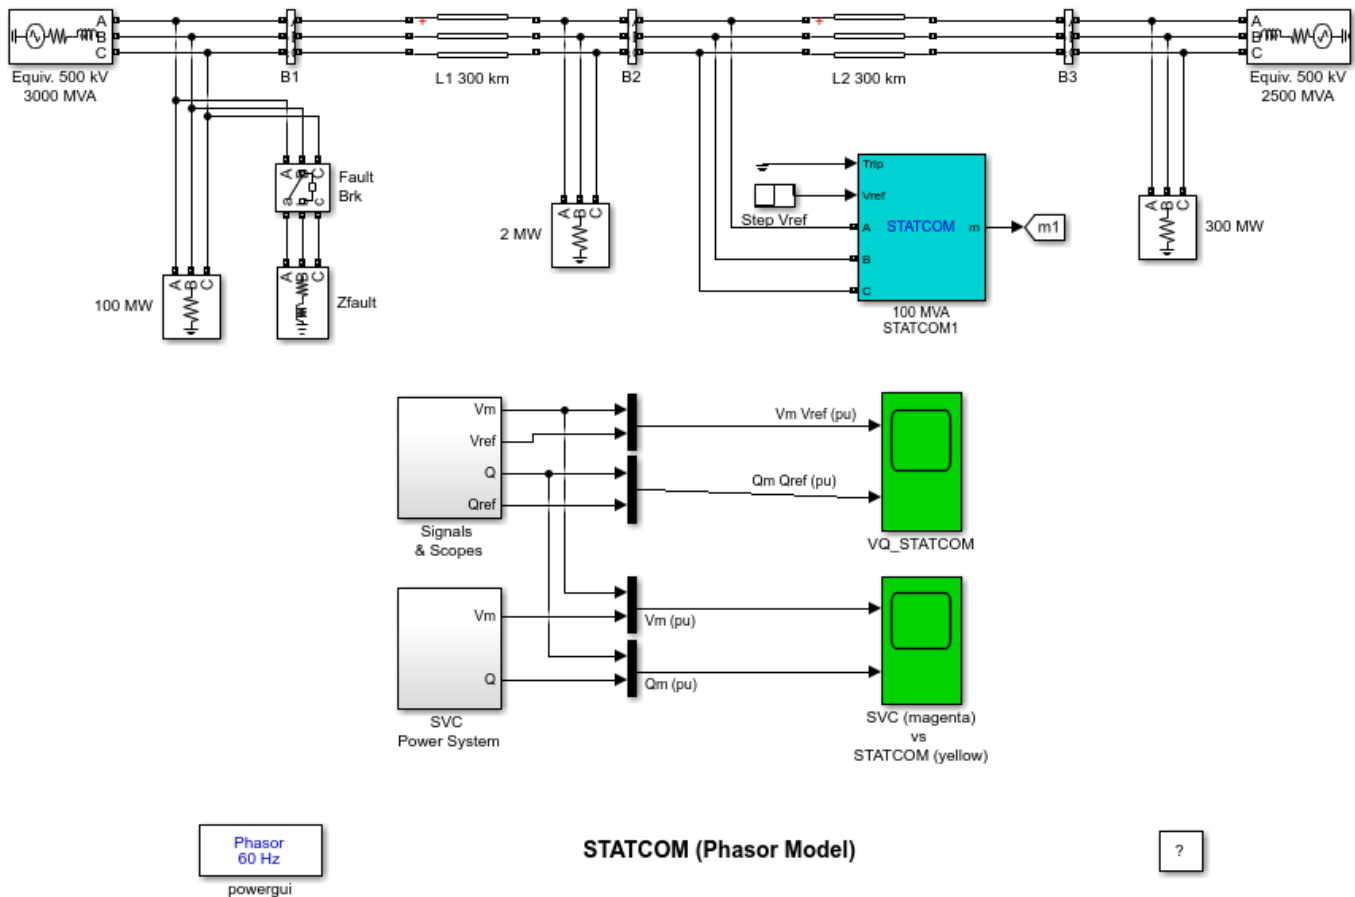 A
B
C
Equiv. 500 kV
3000 MVA
B1
L1 300 km
B2
L2 300 km
B3
A
B
C
Equiv. 500 kV
2500 MVA
A B C
a b c
Fault
Brk
A B C
100 MW
A B C
Zfault
A B C
2 MW
Trip
Vref
A
B
C
STATCOM
m
Step Vref
m1
100 MVA
STATCOM1
A B C
300 MW
Vm
Vref
Q
Qref
Signals
& Scopes
Vm Vref (pu)
Qm Qref (pu)
VQ_STATCOM
Vm
Q
SVC
Power System
Vm (pu)
Qm (pu)
SVC (magenta)
vs
STATCOM (yellow)
Phasor
60 Hz
powergui
STATCOM (Phasor Model)
?